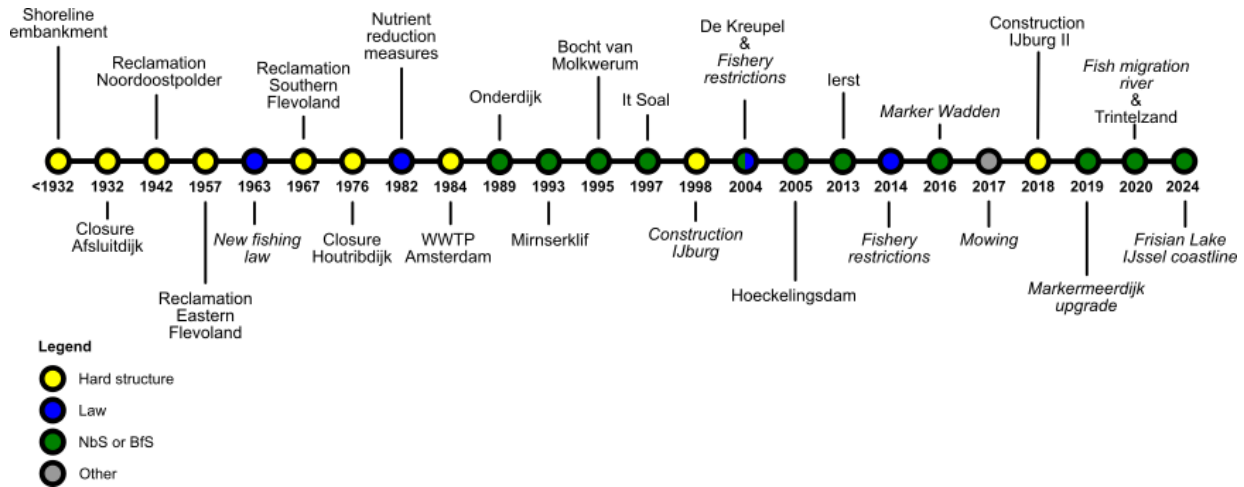 Shoreline
embankment
Reclamation
Noordoostpolder
Reclamation
Southern
Flevoland
Nutrient
reduction
measures
Onderdijk
Bocht van
Molkwerum
It Soal
De Kreupel
&
Fishery
restrictions
Ierst
Marker Wadden
Construction
IJburg II
Fish migration
river
&
Trintelzand
<1932 1932 1942 1957 1963 1967 1976 1982 1984 1989 1993 1995 1997 1998 2004 2005 2013 2014 2016 2017 2018 2019 2020 2024
Closure
Afsluitdijk
Reclamation
Eastern
Flevoland
New fishing
law
Closure
Houtribdijk
WWTP
Amsterdam
Mirnserklif
Construction
IJburg
Hoeckelingsdam
Fishery
restrictions
Mowing
Markermeerdijk
upgrade
Frisian Lake
IJssel coastline
Legend
Hard structure
Law
NbS or BfS
Other